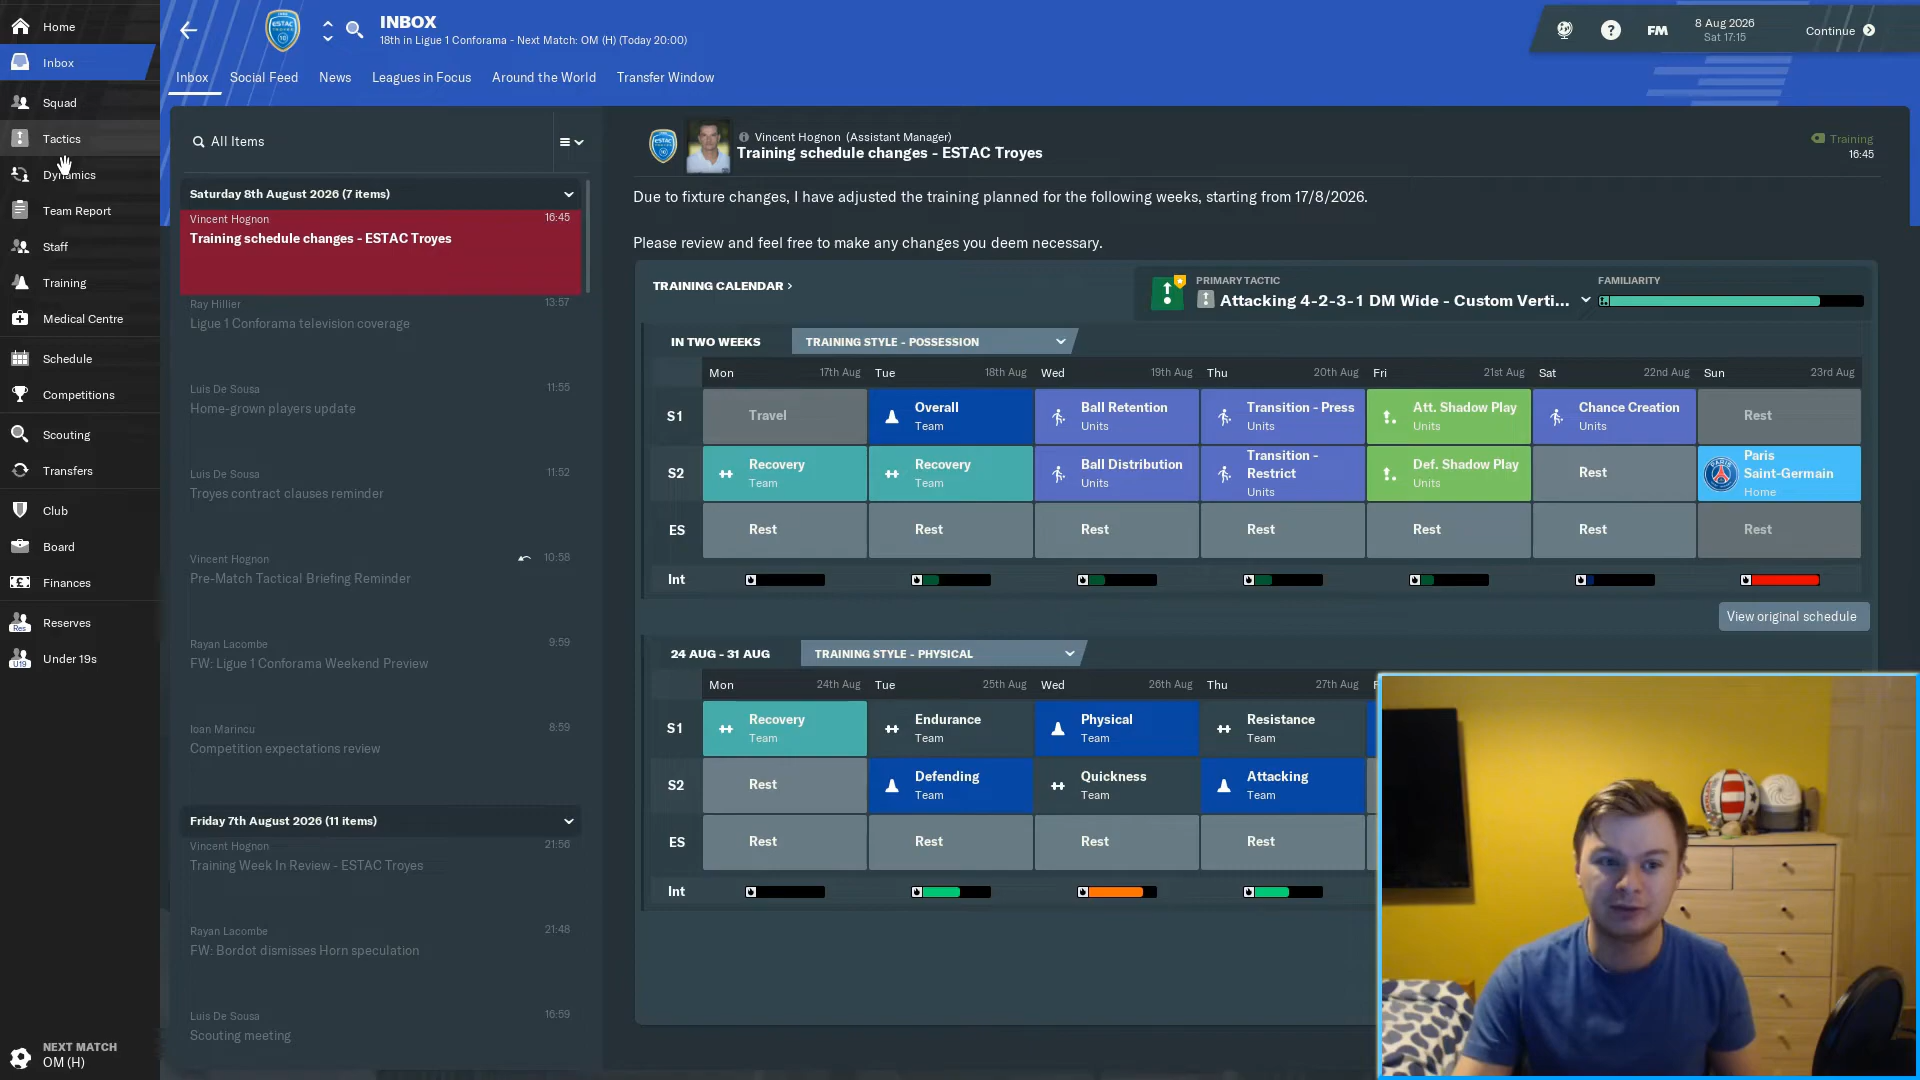 Home
Inbox
Squad
Tactics
Dynamics
Team Report
Staff
Training
Medical Centre
Schedule
Competitions
Scouting
Transfers
Club
Board
Finances
Reserves
Under 19s
NEXT MATCH
OM (H)
INBOX
18th in Ligue 1 Conforama - Next Match: OM (H) (Today 20:00)
FM
8 Aug 2026
Sat 17:15
Continue
Inbox Social Feed News Leagues in Focus Around the World Transfer Window
All Items
Saturday 8th August 2026 (7 items)
Vincent Hognon 16:45
Training schedule changes - ESTAC Troyes
Ray Hillier 13:57
Ligue 1 Conforama television coverage
Luis De Sousa 11:55
Home-grown players update
Luis De Sousa 11:52
Troyes contract clauses reminder
Vincent Hognon 10:58
Pre-Match Tactical Briefing Reminder
Rayan Lacombe 9:59
FW: Ligue 1 Conforama Weekend Preview
Ioan Marincu 8:59
Competition expectations review
Friday 7th August 2026 (11 items)
Vincent Hognon 21:56
Training Week In Review - ESTAC Troyes
Rayan Lacombe 21:48
FW: Bordot dismisses Horn speculation
Luis De Sousa 16:59
Scouting meeting
Vincent Hognon (Assistant Manager)
Training schedule changes - ESTAC Troyes
Training
16:45
Due to fixture changes, I have adjusted the training planned for the following weeks, starting from 17/8/2026.
Please review and feel free to make any changes you deem necessary.
TRAINING CALENDAR >
PRIMARY TACTIC
Attacking 4-2-3-1 DM Wide - Custom Verti...
FAMILIARITY
IN TWO WEEKS TRAINING STYLE - POSSESSION
Mon 17th Aug Tue 18th Aug Wed 19th Aug Thu 20th Aug Fri 21st Aug Sat 22nd Aug Sun 23rd Aug
S1 Travel Overall Team Ball Retention Units Transition - Press Units Att. Shadow Play Units Chance Creation Units Rest
S2 Recovery Team Recovery Team Ball Distribution Units Transition - Restrict Units Def. Shadow Play Units Rest Paris Saint-Germain Home
ES Rest Rest Rest Rest Rest Rest Rest
Int
View original schedule
24 AUG - 31 AUG TRAINING STYLE - PHYSICAL
Mon 24th Aug Tue 25th Aug Wed 26th Aug Thu 27th Aug
S1 Recovery Team Endurance Team Physical Team Resistance Team
S2 Rest Defending Team Quickness Team Attacking Team
ES Rest Rest Rest Rest
Int